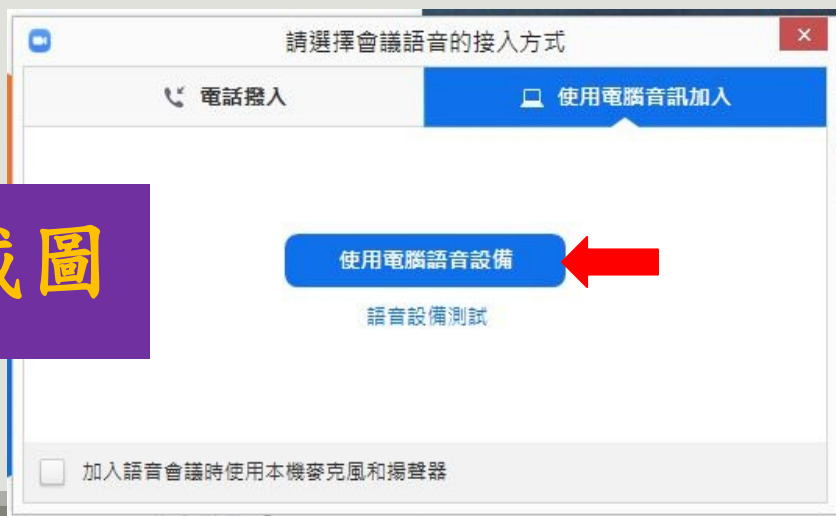 請選擇會議語音的接入方式
電話撥入
使用電腦音訊加入
圖
使用電腦語音設備
語音設備測試
加入語音會議時使用本機麥克風和揚聲器